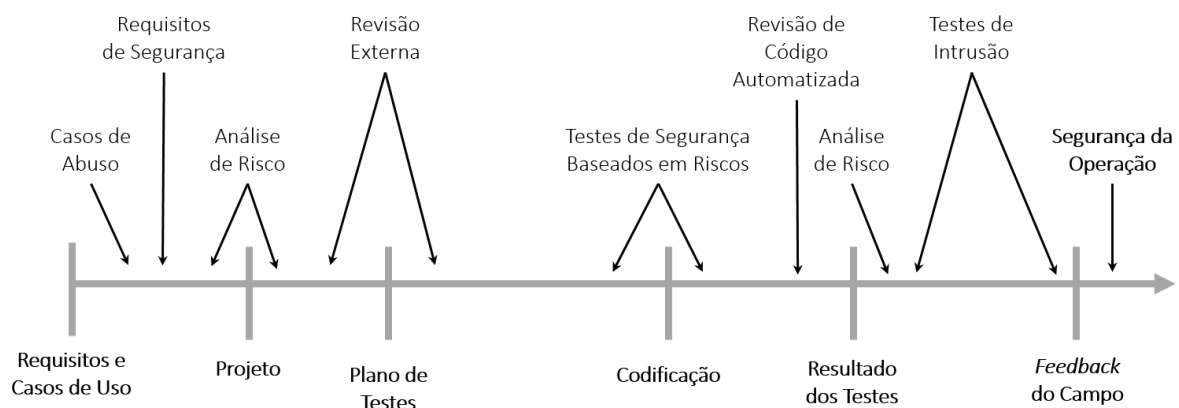 Requisitos
de Segurança
Revisão
Externa
Revisão de
Código
Automatizada
Testes de
Intrusão
Casos de
Abuso
Análise
de Risco
Testes de Segurança
Baseados em Riscos
Análise
de Risco
Segurança da
Operação
Requisitos e
Casos de Uso
Projeto
Plano de
Testes
Codificação
Resultado
dos Testes
Feedback
do Campo